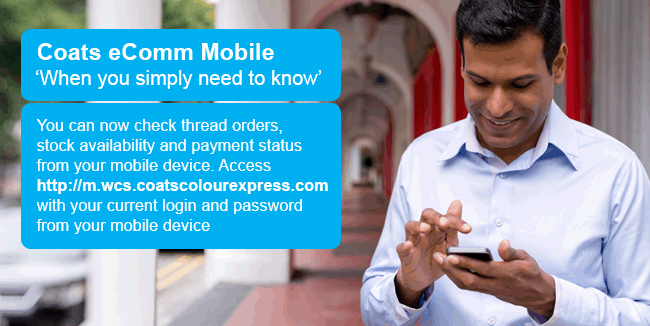 Coats eComm Mobile
‘When you simply need to know’
You can now check thread orders,
stock availability and payment status
from your mobile device. Access
http://m.wcs.coatscolourexpress.com
with your current login and password
from your mobile device